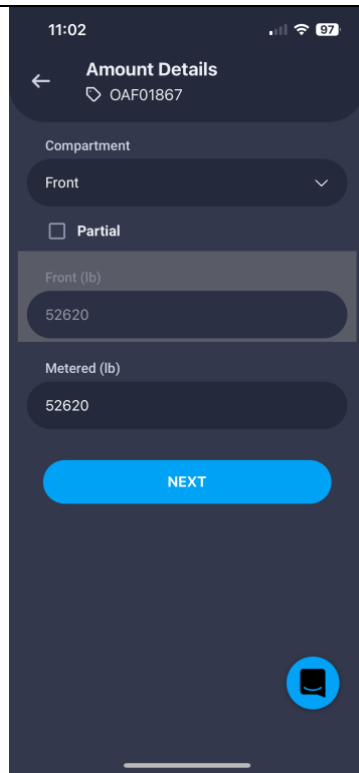 11:02
97
Amount Details
OAF01867
Compartment
Front
Partial
Front (lb)
52620
Metered (lb)
52620
NEXT